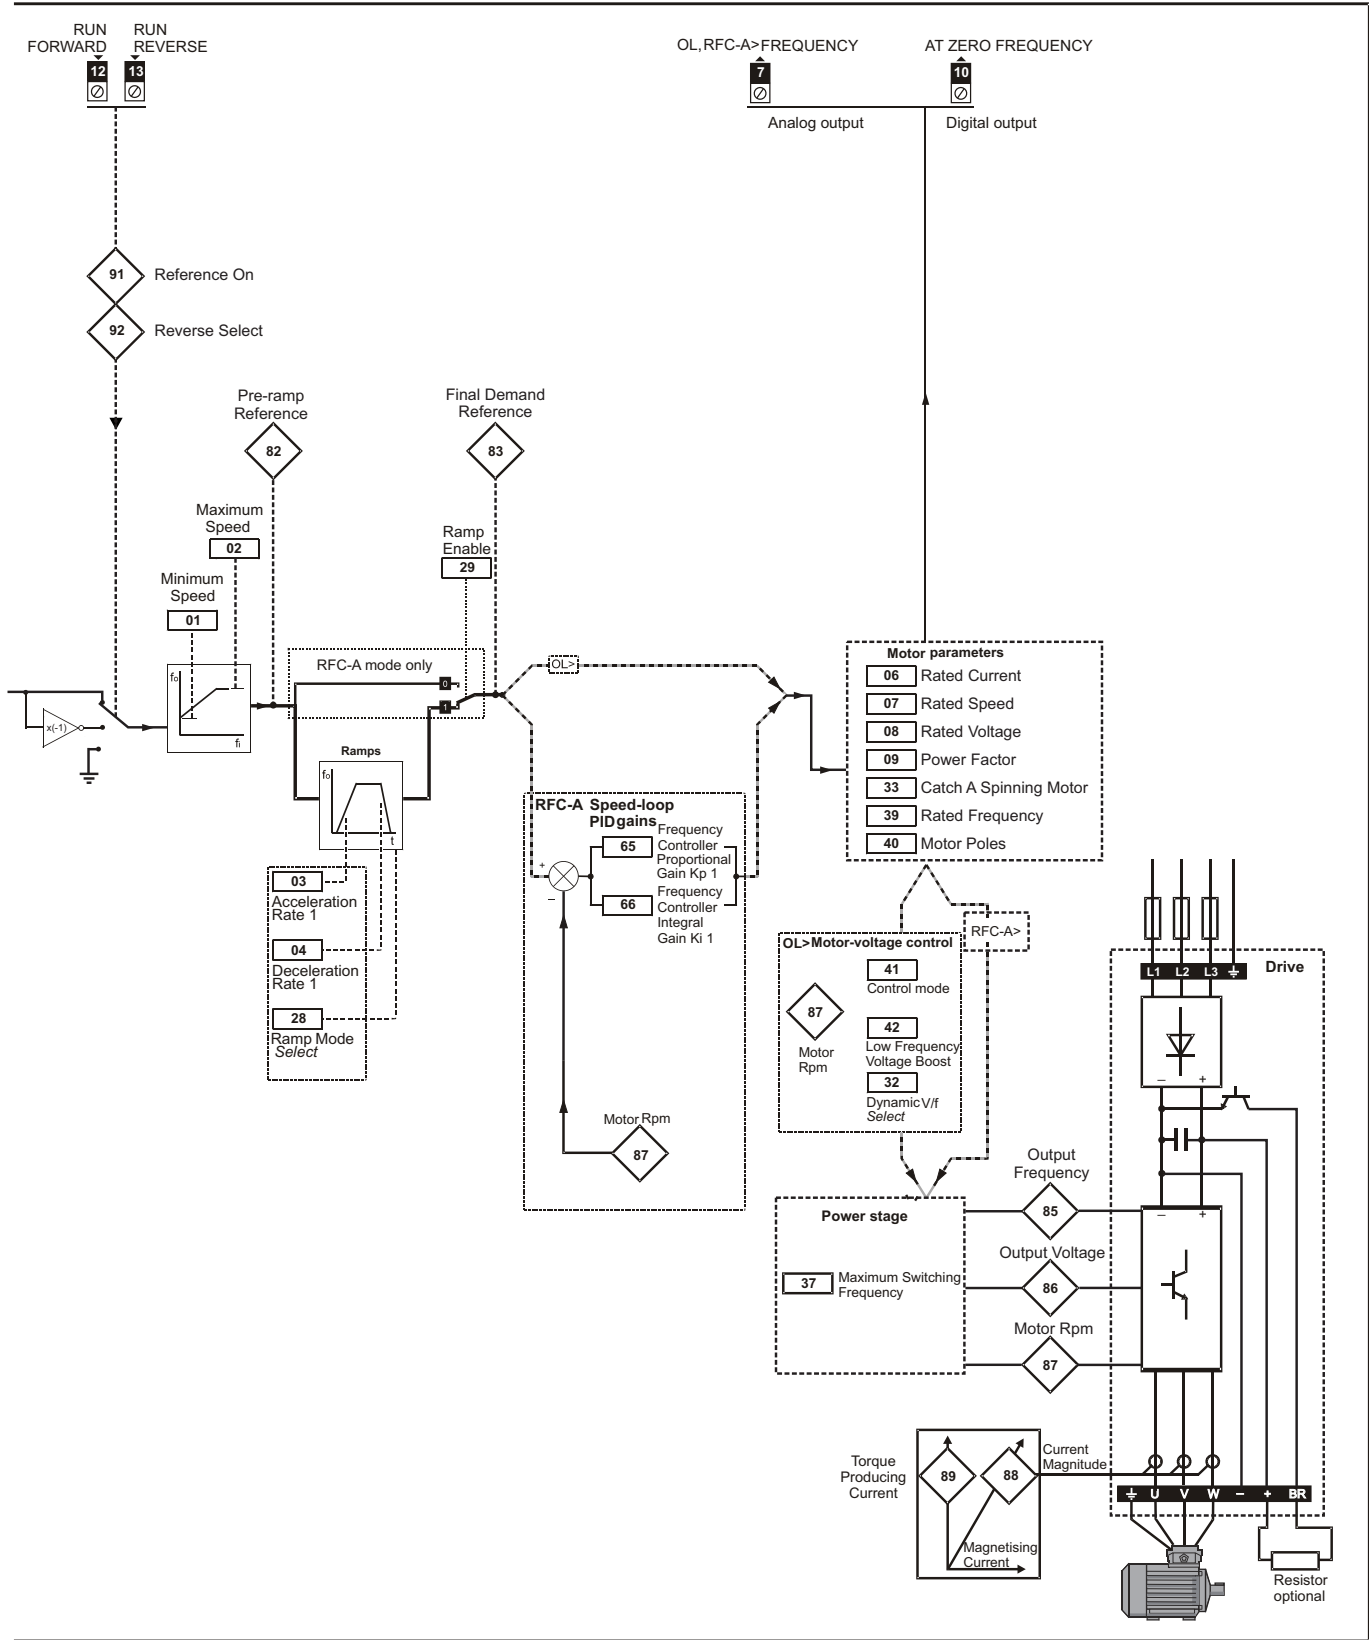 RUN FORWARD
RUN REVERSE
12
13
OL,RFC-A>FREQUENCY
AT ZERO FREQUENCY
7
10
Analog output
Digital output
91
Reference On
92
Reverse Select
Pre-ramp
Reference
82
Final Demand
Reference
83
Maximum
Speed
02
Ramp
Enable
29
Minimum
Speed
01
RFC-A mode only
0
1
OL>
x(-1)
fo
fi
Ramps
fo
t
03
Acceleration
Rate 1
04
Deceleration
Rate 1
28
Ramp Mode
Select
RFC-A Speed-loop
PID gains
65
Frequency
Controller
Proportional
Gain Kp 1
66
Frequency
Controller
Integral
Gain Ki 1
+
–
Motor Rpm
87
Motor parameters
06 Rated Current
07 Rated Speed
08 Rated Voltage
09 Power Factor
33 Catch A Spinning Motor
39 Rated Frequency
40 Motor Poles
RFC-A>
OL>Motor-voltage control
41
Control mode
87
Motor
Rpm
42
Low Frequency
Voltage Boost
32
Dynamic V/f
Select
Power stage
37
Maximum Switching
Frequency
Output
Frequency
85
Output Voltage
86
Motor Rpm
87
L1 L2 L3
Drive
– +
– +
Torque
Producing
Current
89
88
Current
Magnitude
Magnetising
Current
U V W – + BR
Resistor
optional